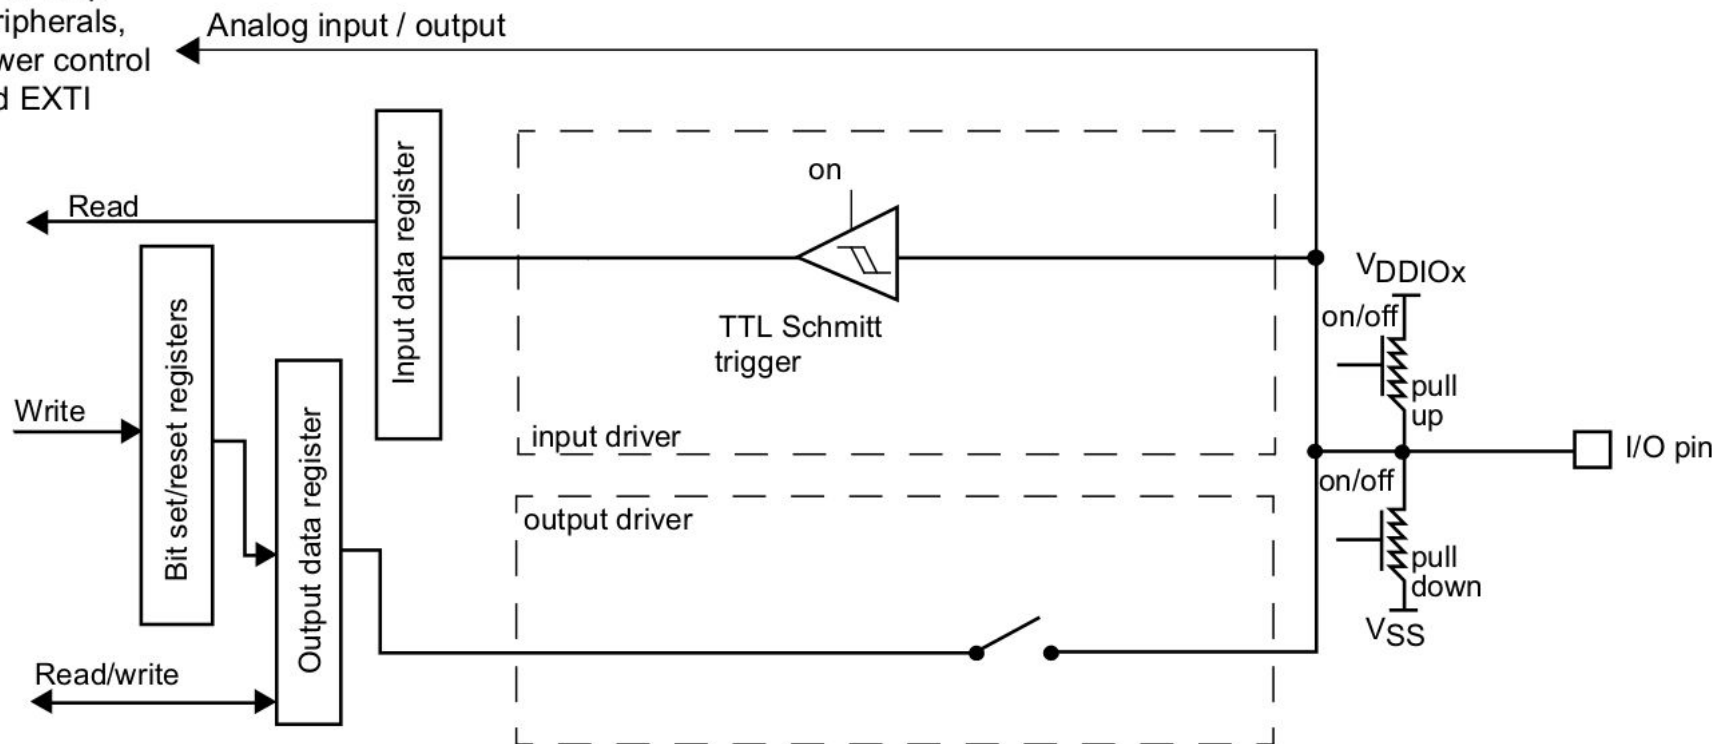 Analog input / output
ripherals,
wer control
d EXTI
on
Read
Input data register
TTL Schmitt
trigger
VDDIOx
on/off
pull
up
Bit set/reset registers
Write
Output data register
input driver
I/O pin
on/off
output driver
pull
down
VSS
Read/write